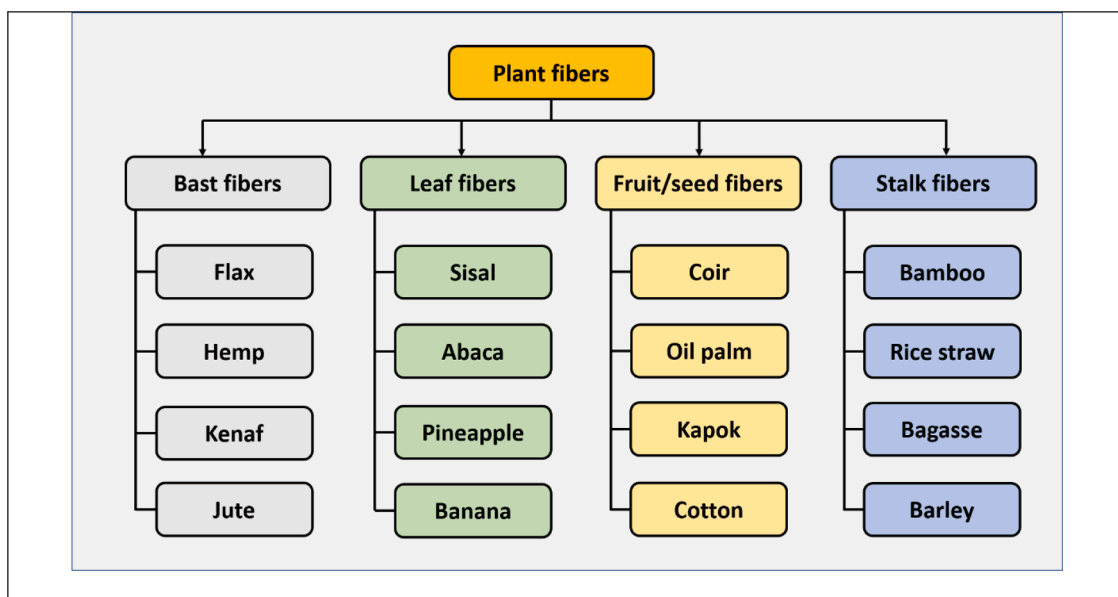 Plant fibers
Bast fibers
Leaf fibers
Fruit/seed fibers
Stalk fibers
Flax
Sisal
Coir
Bamboo
Hemp
Abaca
Oil palm
Rice straw
Kenaf
Pineapple
Kapok
Bagasse
Jute
Banana
Cotton
Barley